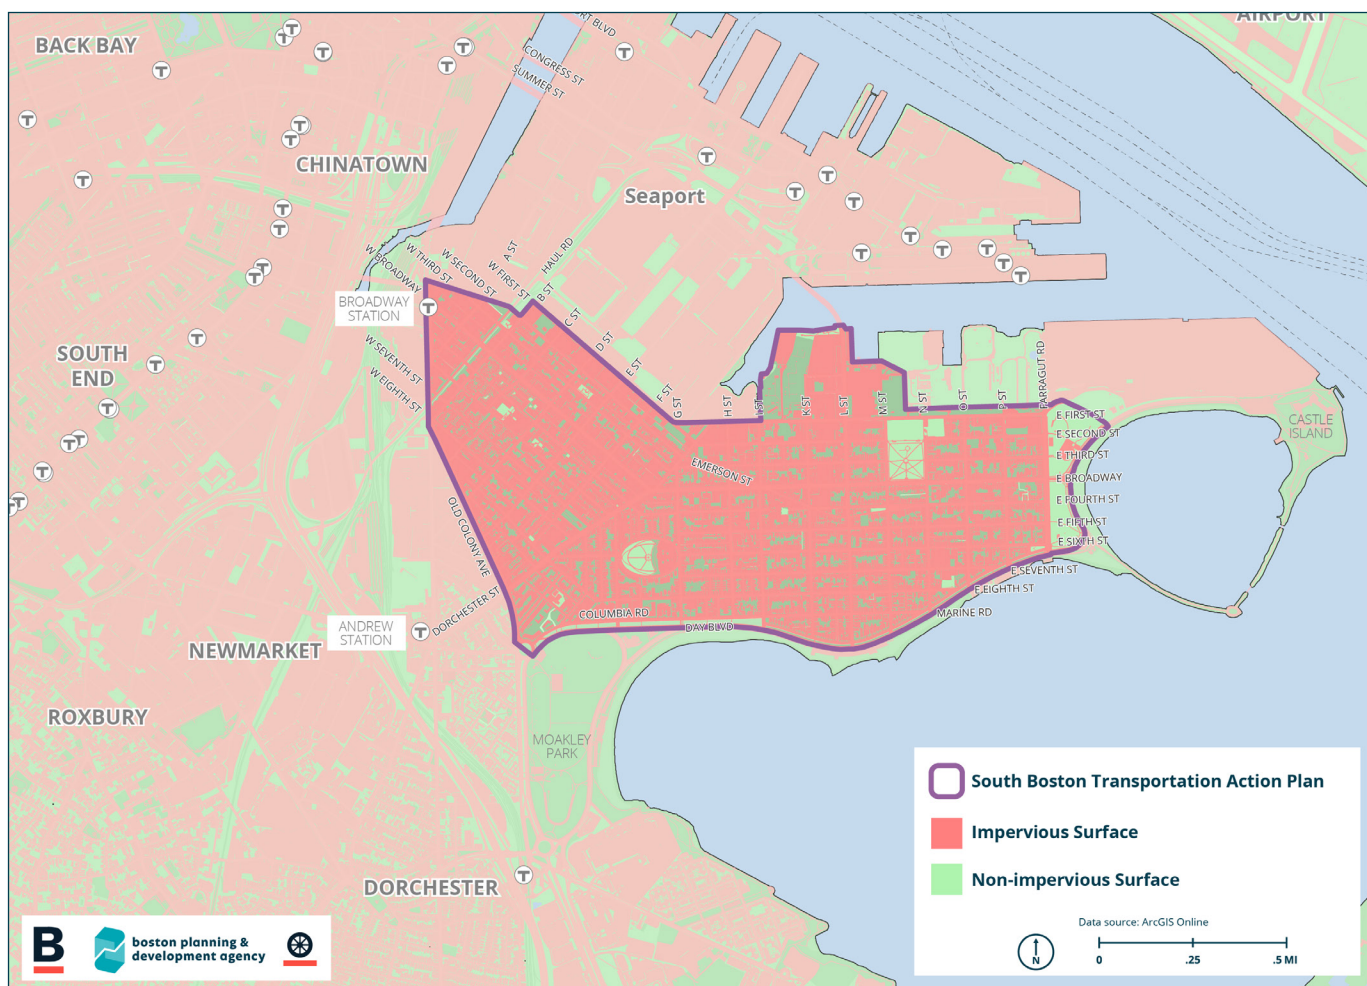 AIRPORT
BACK BAY
CONGRESS ST
SUMMER ST
CHINATOWN
Seaport
W BROADWAY
W THIRD ST
W SECOND ST
W FIRST ST
A ST
HAUL RD
B ST
C ST
D ST
E ST
F ST
G ST
H ST
I ST
K ST
L ST
M ST
N ST
O ST
P ST
FARRAGUT RD
BROADWAY
STATION
SOUTH
END
W SEVENTH ST
W EIGHTH ST
E FIRST ST
E SECOND ST
E THIRD ST
E BROADWAY
E FOURTH ST
E FIFTH ST
E SIXTH ST
E SEVENTH ST
E EIGHTH ST
MARINE RD
CASTLE
ISLAND
EMERSON ST
OLD COLONY AVE
DORCHESTER ST
COLUMBIA RD
DAY BLVD
ANDREW
STATION
NEWMARKET
ROXBURY
MOAKLEY
PARK
DORCHESTER
South Boston Transportation Action Plan
Impervious Surface
Non-impervious Surface
Data source: ArcGIS Online
N
0 .25 .5 MI
B
boston planning &
development agency